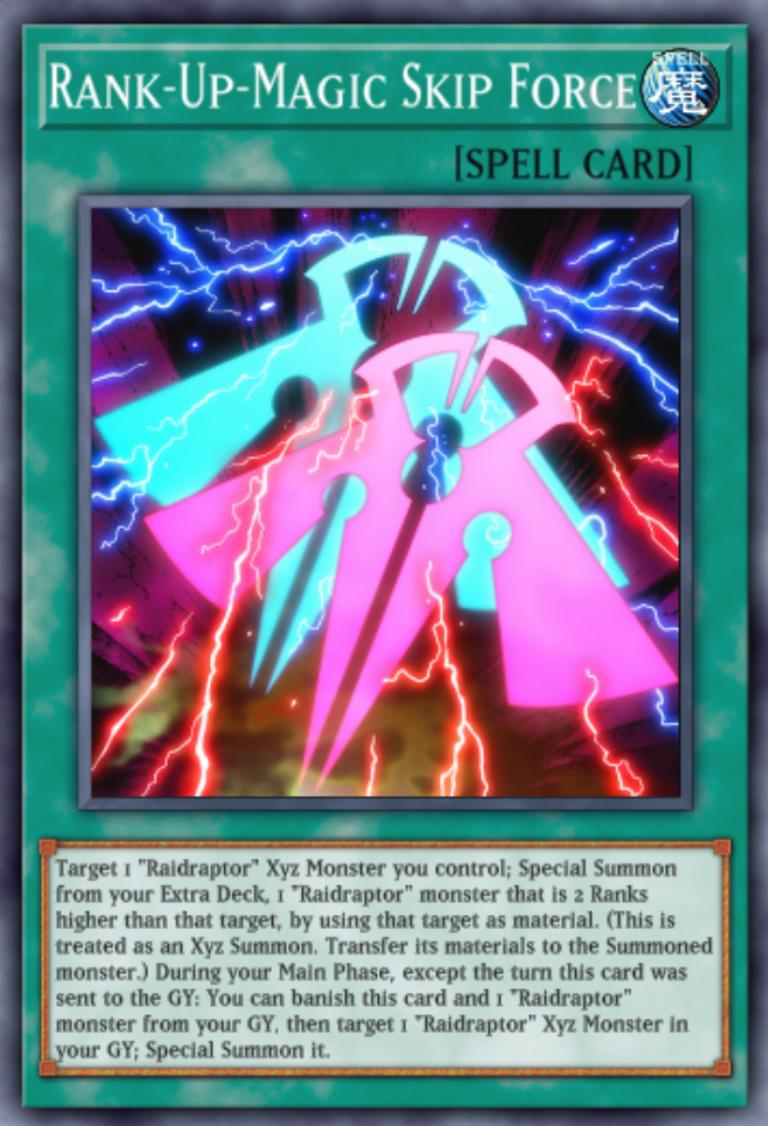 Rank-Up-Magic Skip Force
SPELL
魔
[SPELL CARD]
Target 1 "Raidraptor" Xyz Monster you control; Special Summon
from your Extra Deck, 1 "Raidraptor" monster that is 2 Ranks
higher than that target, by using that target as material. (This is
treated as an Xyz Summon. Transfer its materials to the Summoned
monster.) During your Main Phase, except the turn this card was
sent to the GY: You can banish this card and 1 "Raidraptor"
monster from your GY, then target 1 "Raidraptor" Xyz Monster in
your GY; Special Summon it.